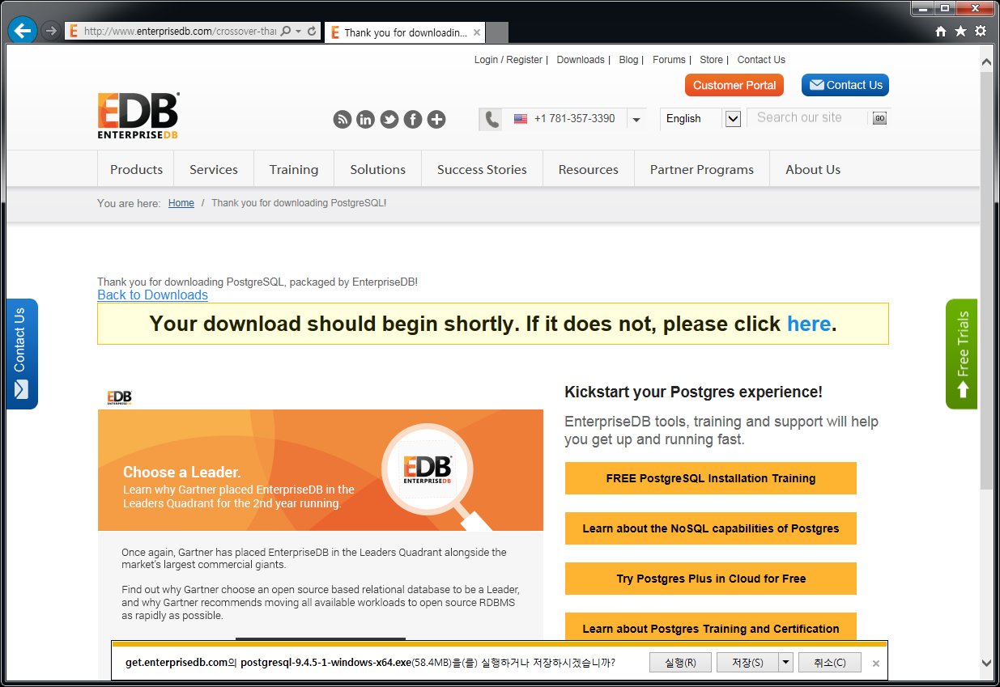 http://www.enterprisedb.com/crossover-thai
Thank you for downloadin...
Login / Register | Downloads | Blog | Forums | Store | Contact Us
Customer Portal
Contact Us
EDB
ENTERPRISEDB
+1 781-357-3390
English
Search our site
GO
Products Services Training Solutions Success Stories Resources Partner Programs About Us
You are here: Home / Thank you for downloading PostgreSQL!
Thank you for downloading PostgreSQL, packaged by EnterpriseDB!
Back to Downloads
Your download should begin shortly. If it does not, please click here.
Contact Us
Free Trials
EDB
ENTERPRISEDB
Choose a Leader.
Learn why Gartner placed EnterpriseDB in the
Leaders Quadrant for the 2nd year running.
EDB
ENTERPRISEDB
Once again, Gartner has placed EnterpriseDB in the Leaders Quadrant alongside the
market's largest commercial giants.
Find out why Gartner choose an open source based relational database to be a Leader,
and why Gartner recommends moving all available workloads to open source RDBMS
as rapidly as possible.
Kickstart your Postgres experience!
EnterpriseDB tools, training and support will help
you get up and running fast.
FREE PostgreSQL Installation Training
Learn about the NoSQL capabilities of Postgres
Try Postgres Plus in Cloud for Free
Learn about Postgres Training and Certification
get.enterprisedb.com의 postgresql-9.4.5-1-windows-x64.exe(58.4MB)을(를) 실행하거나 저장하시겠습니까?
실행(R)
저장(S)
취소(C)